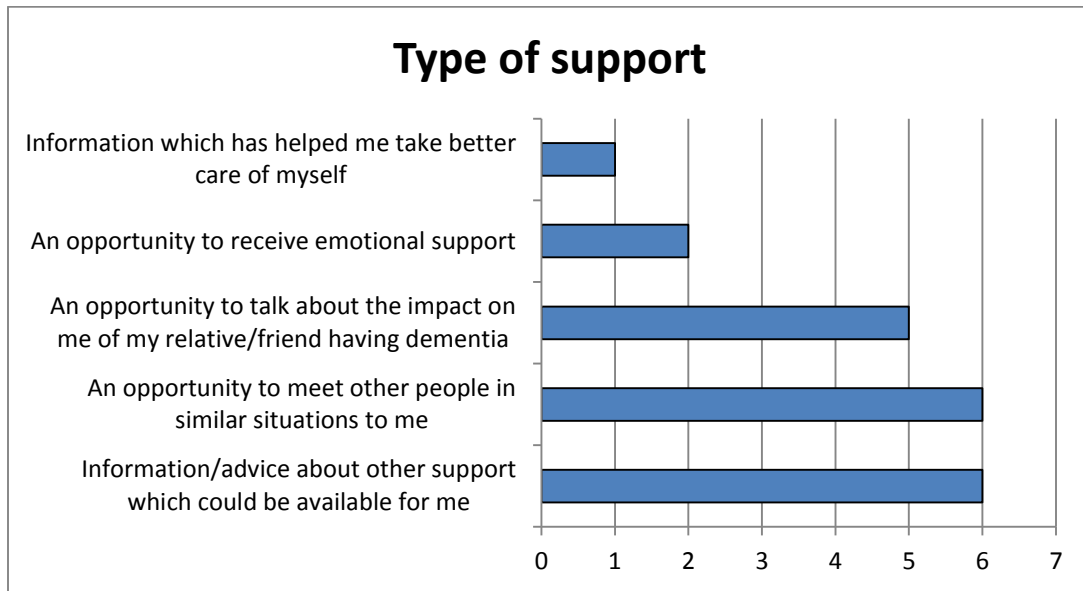 Type of support
Information which has helped me take better
care of myself
An opportunity to receive emotional support
An opportunity to talk about the impact on
me of my relative/friend having dementia
An opportunity to meet other people in
similar situations to me
Information/advice about other support
which could be available for me
0 1 2 3 4 5 6 7